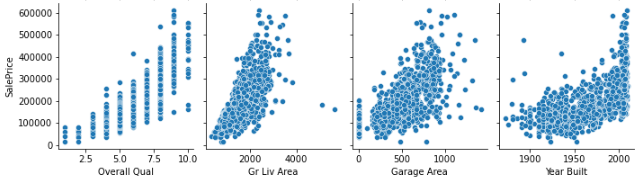 600000
500000
400000
300000
200000
100000
0
SalePrice
2.5 5.0 7.5 10.0
Overall Qual
2000 4000
Gr Liv Area
0 500 1000
Garage Area
1900 1950 2000
Year Built